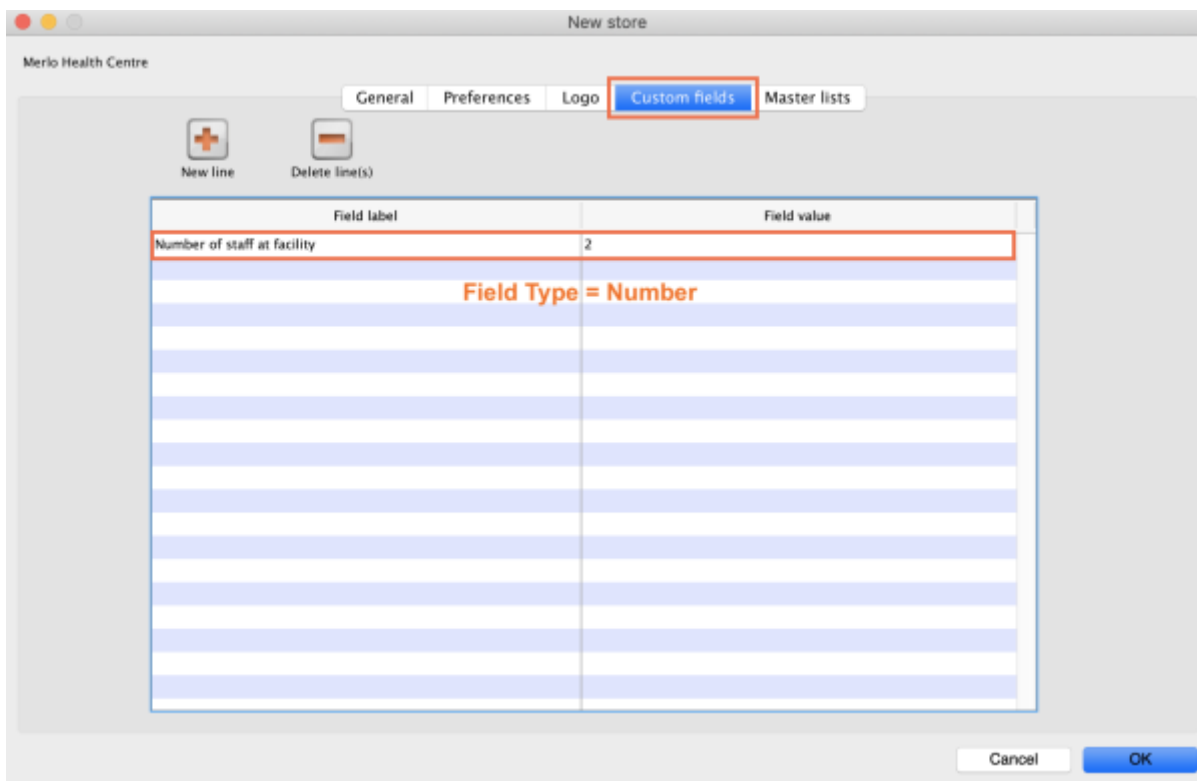 New store
Merlo Health Centre
General Preferences Logo Custom fields Master lists
New line Delete line(s)
Field label Field value
Number of staff at facility 2
Field Type = Number
Cancel OK